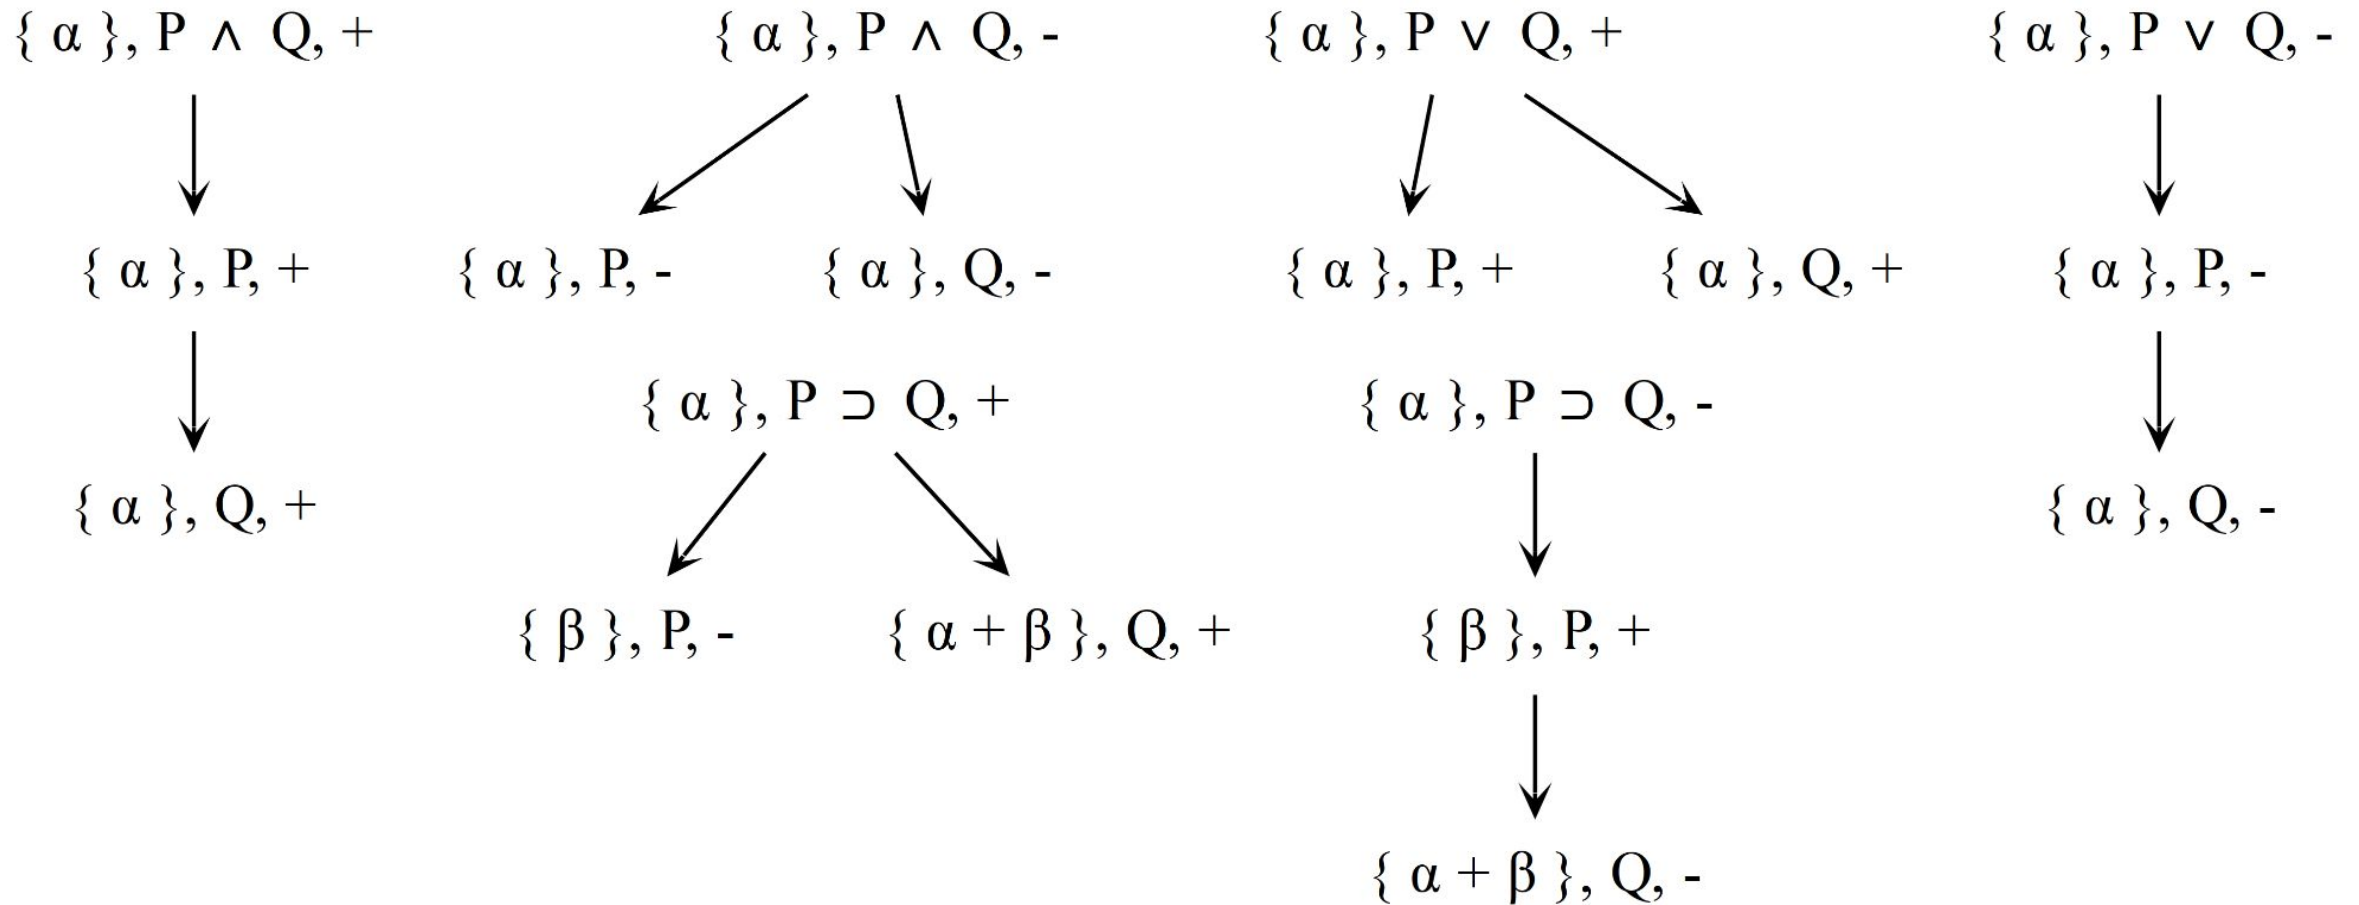 { α }, P ∧ Q, +
{ α }, P ∧ Q, -
{ α }, P ∨ Q, +
{ α }, P ∨ Q, -
{ α }, P, +
{ α }, P, -
{ α }, Q, -
{ α }, P, +
{ α }, Q, +
{ α }, P, -
{ α }, P ⊃ Q, +
{ α }, P ⊃ Q, -
{ α }, Q, +
{ α }, Q, -
{ β }, P, -
{ α + β }, Q, +
{ β }, P, +
{ α + β }, Q, -